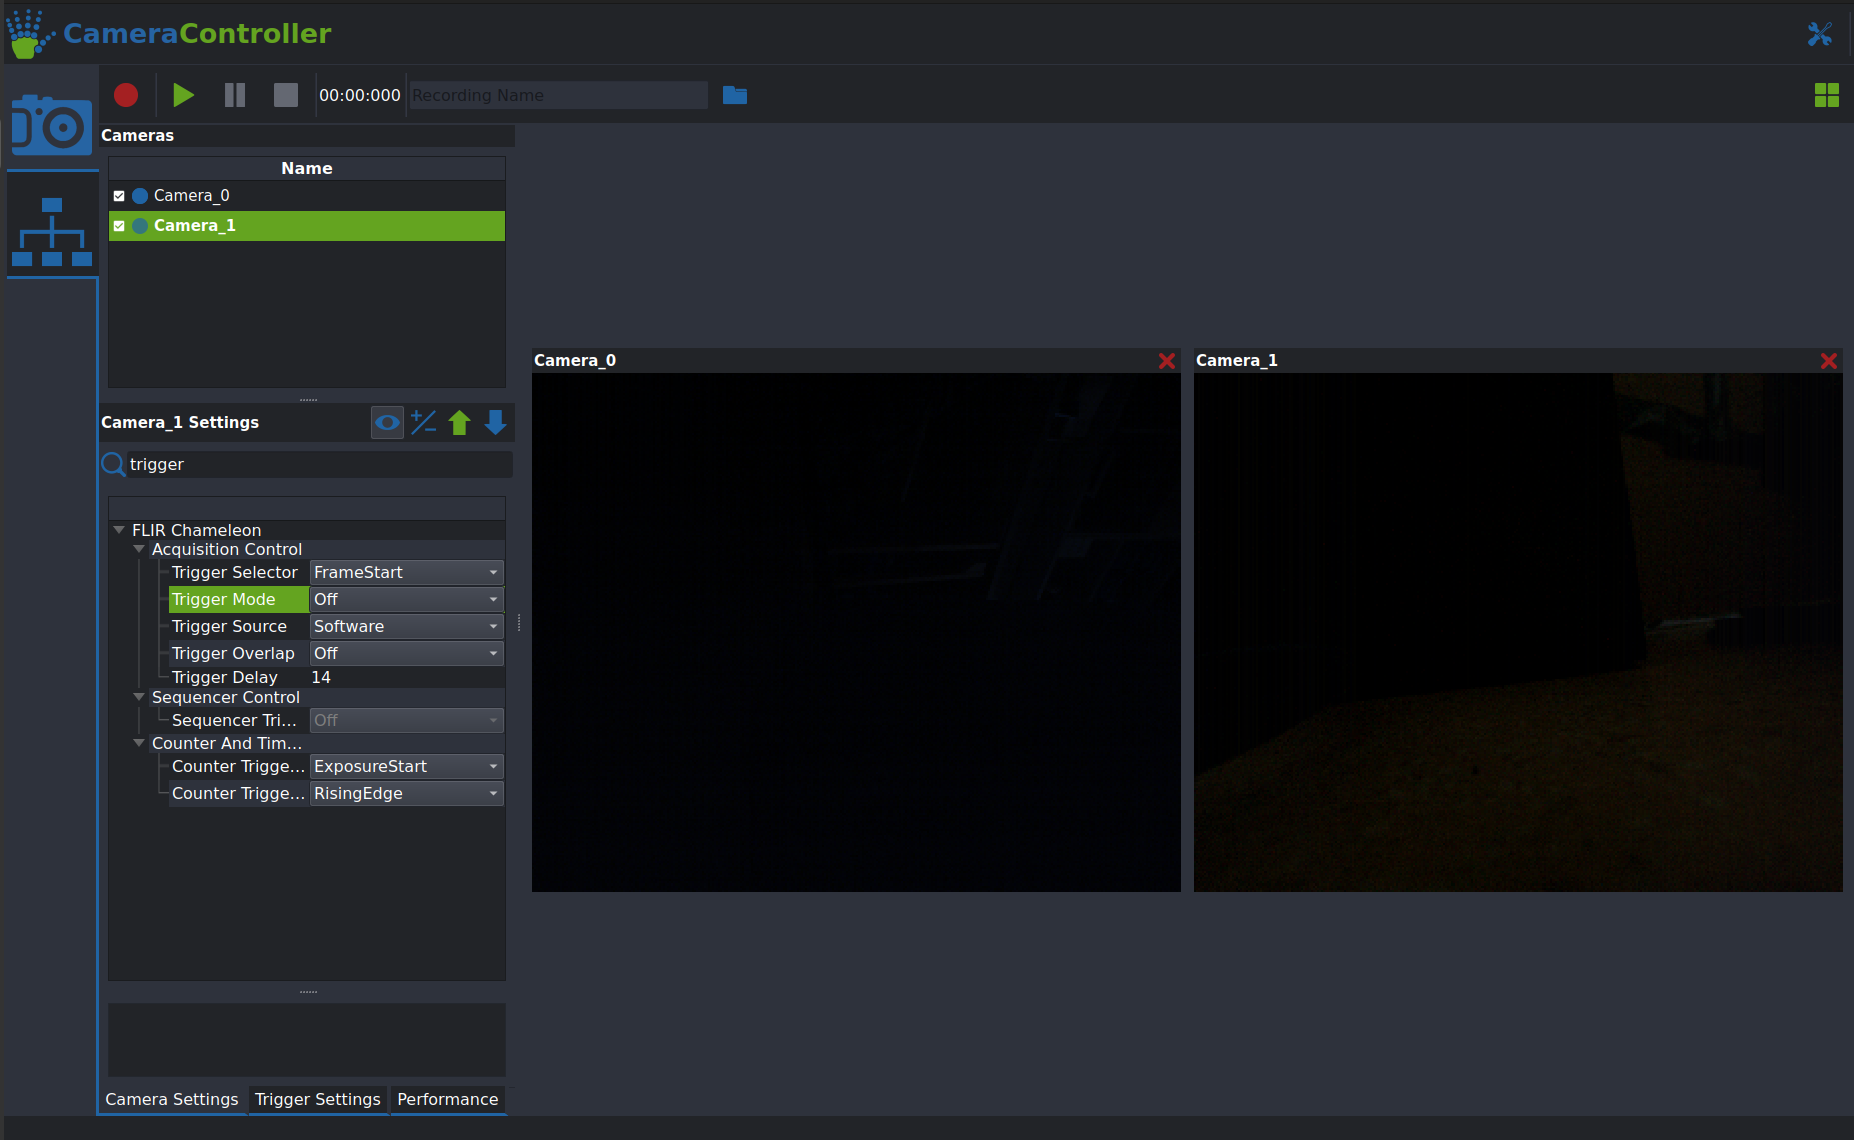 CameraController
00:00:000 Recording Name
Cameras
Name
Camera_0
Camera_1
Camera_1 Settings
trigger
FLIR Chameleon
Acquisition Control
Trigger Selector FrameStart
Trigger Mode Off
Trigger Source Software
Trigger Overlap Off
Trigger Delay 14
Sequencer Control
Sequencer Tri... Off
Counter And Tim...
Counter Trigge... ExposureStart
Counter Trigge... RisingEdge
Camera Settings Trigger Settings Performance
Camera_0
Camera_1